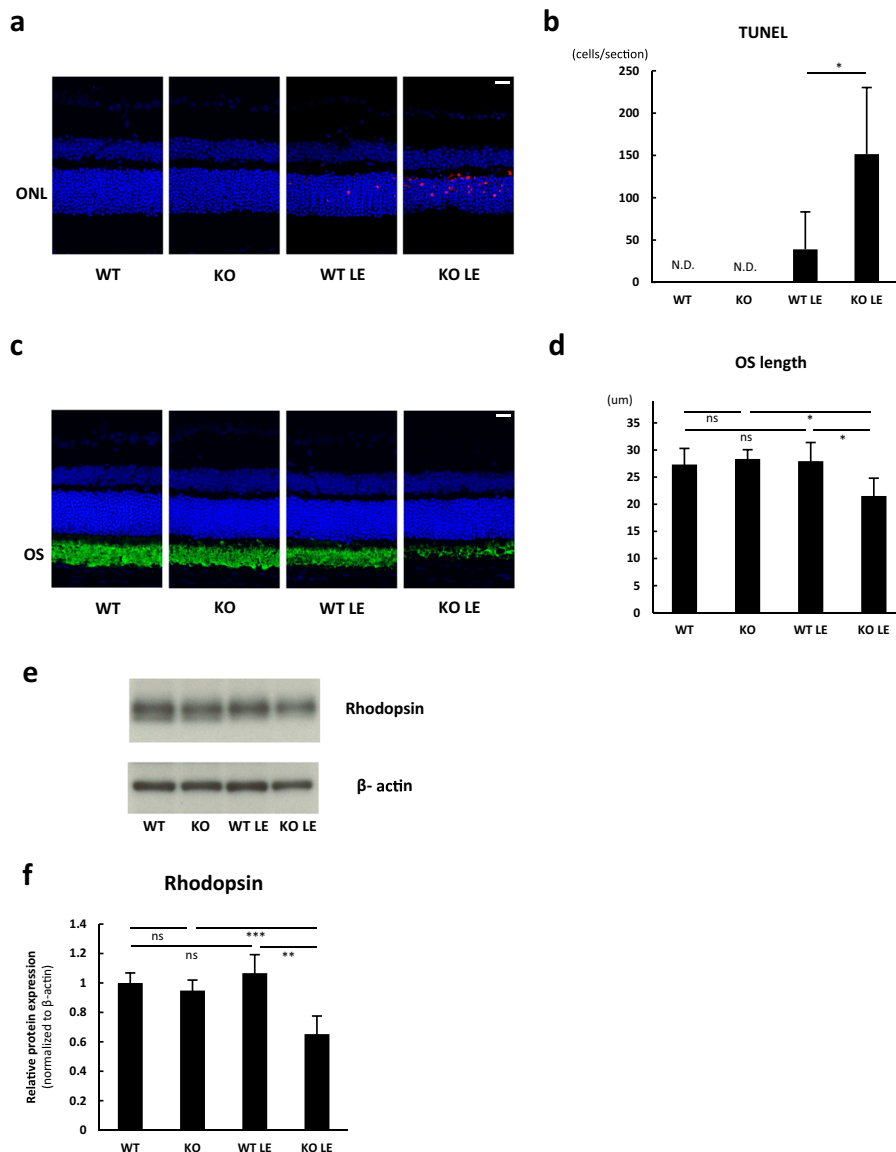 a
ONL
WT KO WT LE KO LE
b
TUNEL
(cells/section)
250
200
150
100
50
0
*
N.D. N.D.
WT KO WT LE KO LE
c
OS
WT KO WT LE KO LE
d
OS length
(um)
35
30
25
20
15
10
5
0
ns *
ns *
WT KO WT LE KO LE
e
Rhodopsin
β- actin
WT KO WT LE KO LE
f
Rhodopsin
Relative protein expression
(normalized to β-actin)
1.4
1.2
1
0.8
0.6
0.4
0.2
0
ns ***
ns **
WT KO WT LE KO LE